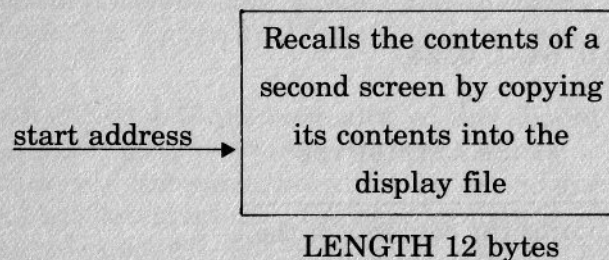 Recalls the contents of a
second screen by copying
start address
its contents into the
display file
LENGTH 12 bytes